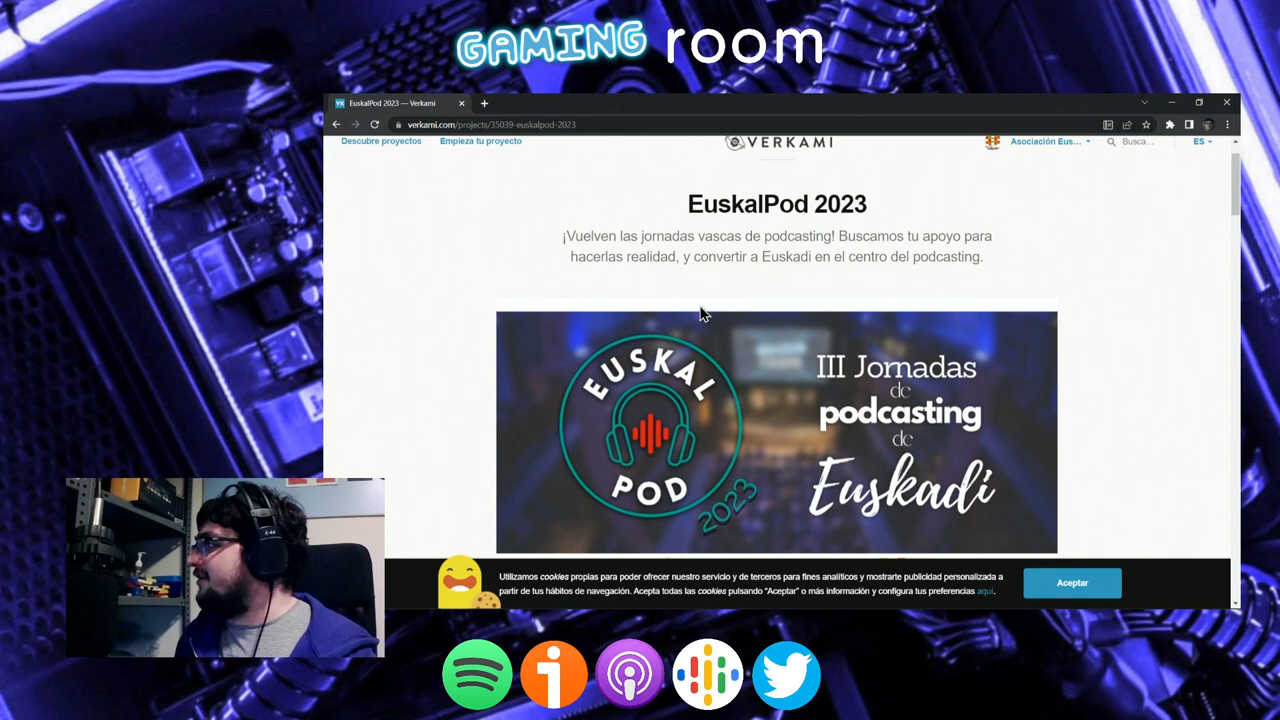 GAMING room
EuskalPod 2023 — Verkami
verkami.com/projects/35039-euskalpod-2023
Descubre proyectos
Empieza tu proyecto
VERKAMI
Asociación Eus...
Busca...
ES
EuskalPod 2023
¡Vuelven las jornadas vascas de podcasting! Buscamos tu apoyo para
hacerlas realidad, y convertir a Euskadi en el centro del podcasting.
EUSKAL
POD
2023
III Jornadas
de
podcasting
de
Euskadi
Utilizamos cookies propias para poder ofrecer nuestro servicio y de terceros para fines analíticos y mostrarte publicidad personalizada a
partir de tus hábitos de navegación. Acepta todas las cookies pulsando "Aceptar" o más información y configura tus preferencias aquí.
Aceptar